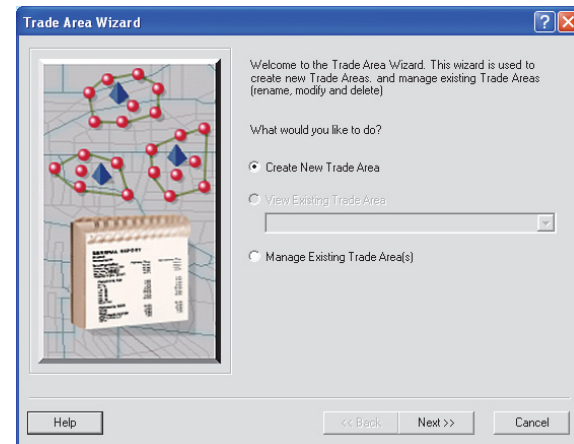 Trade Area Wizard
Welcome to the Trade Area Wizard. This wizard is used to
create new Trade Areas, and manage existing Trade Areas
(rename, modify and delete)
What would you like to do?
Create New Trade Area
View Existing Trade Area
Manage Existing Trade Area(s)
Help
<< Back
Next >>
Cancel